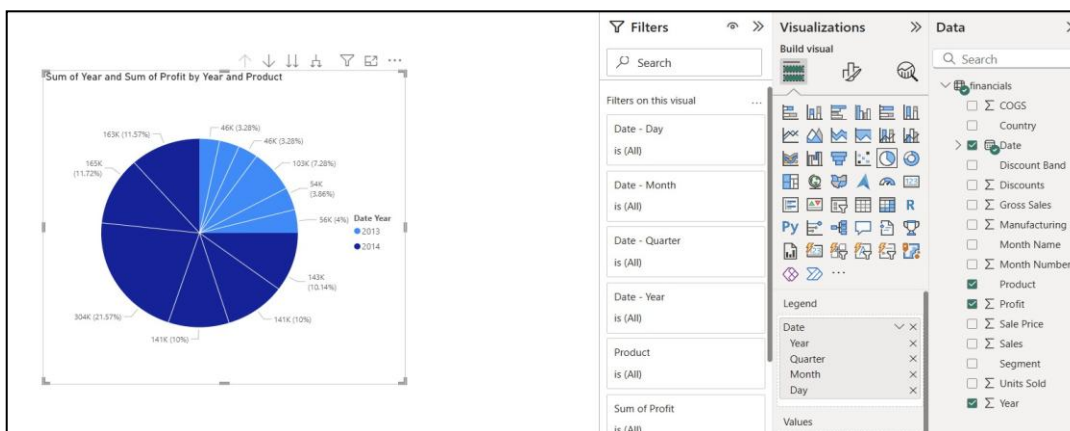 Sum of Year and Sum of Profit by Year and Product
163K (11.57%)
46K (3.28%)
46K (3.28%)
165K
(11.72%)
103K (7.28%)
54K
(3.86%)
56K (4%)
Date Year
2013
2014
143K
(10.14%)
304K (21.57%)
141K (10%)
141K (10%)
Filters
Search
Filters on this visual
Date - Day
is (All)
Date - Month
is (All)
Date - Quarter
is (All)
Date - Year
is (All)
Product
is (All)
Sum of Profit
is (All)
Visualizations
Build visual
123
R
Py
Legend
Date
Year
Quarter
Month
Day
Values
Data
Search
financials
COGS
Country
Date
Discount Band
Discounts
Gross Sales
Manufacturing
Month Name
Month Number
Product
Profit
Sale Price
Sales
Segment
Units Sold
Year